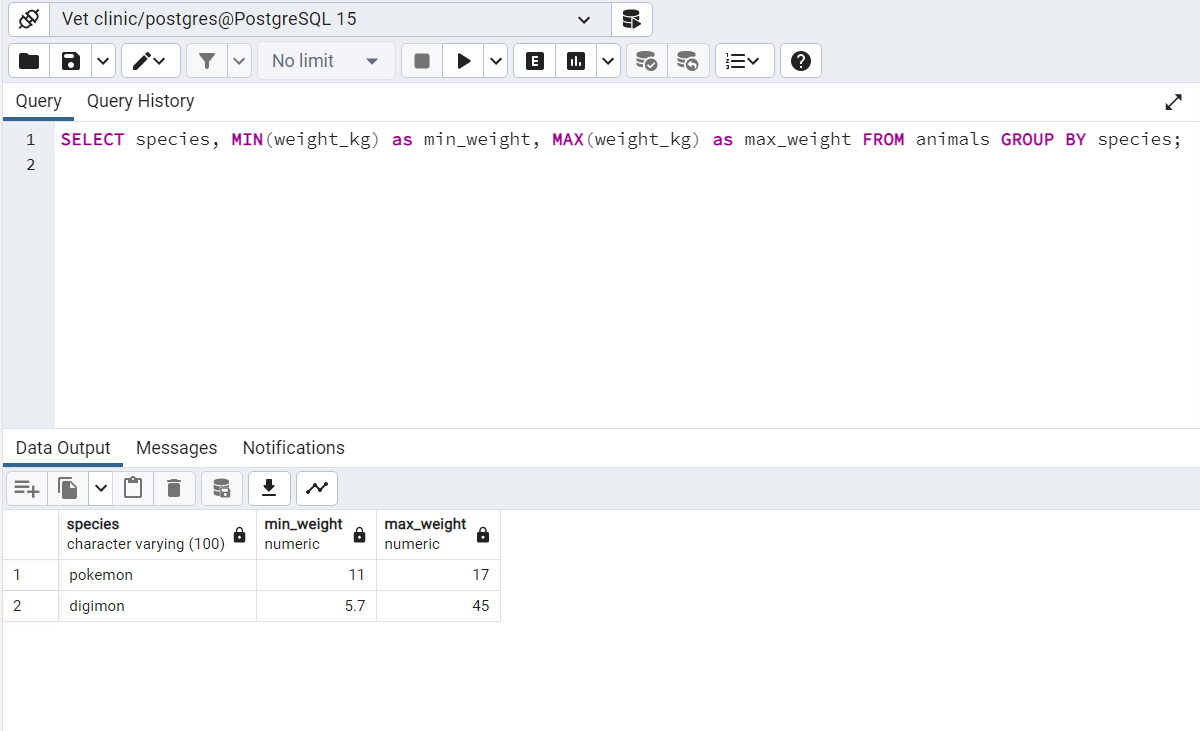 Vet clinic/postgres@PostgreSQL 15
No limit
E
Query Query History
1 SELECT species, MIN(weight_kg) as min_weight, MAX(weight_kg) as max_weight FROM animals GROUP BY species;
2
Data Output Messages Notifications
species min_weight max_weight
character varying (100) numeric numeric
1 pokemon 11 17
2 digimon 5.7 45